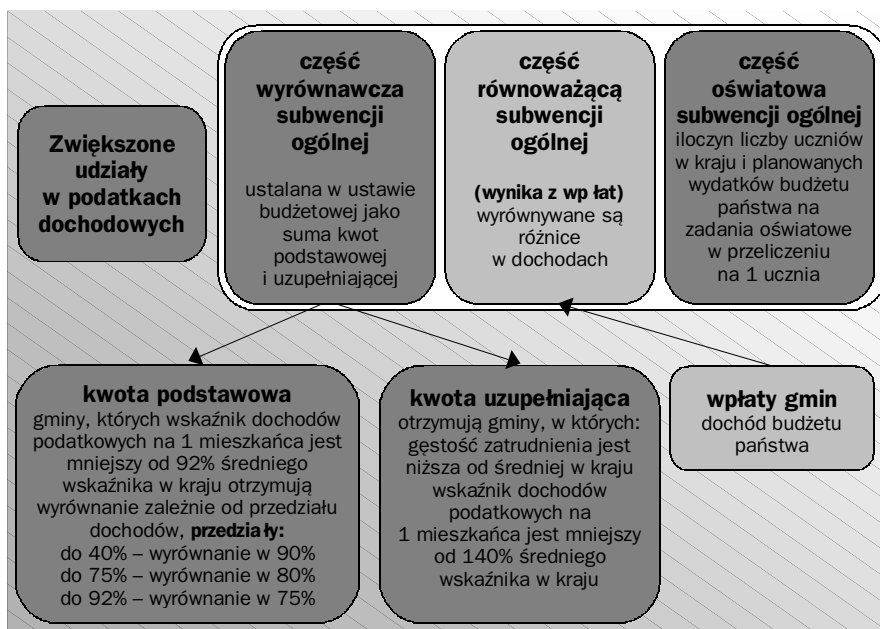 Zwiększone
udziały
w podatkach
dochodowych
część
wyrównawcza
subwencji
ogólnej
ustalana w ustawie
budżetowej jako
suma kwot
podstawowej
i uzupełniającej
część
równoważącą
subwencji
ogólnej
(wynika z wp łat)
wyrównywane są
różnice
w dochodach
część
oświatowa
subwencji ogólnej
iloczyn liczby uczniów
w kraju i planowanych
wydatków budżetu
państwa na
zadania oświatowe
w przeliczeniu
na 1 ucznia
kwota podstawowa
gminy, których wskaźnik dochodów
podatkowych na 1 mieszkańca jest
mniejszy od 92% średniego
wskaźnika w kraju otrzymują
wyrównanie zależnie od przedziału
dochodów, przedzia ły:
do 40% – wyrównanie w 90%
do 75% – wyrównanie w 80%
do 92% – wyrównanie w 75%
kwota uzupełniająca
otrzymują gminy, w których:
gęstość zatrudnienia jest
niższa od średniej w kraju
wskaźnik dochodów
podatkowych na
1 mieszkańca jest mniejszy
od 140% średniego
wskaźnika w kraju
wpłaty gmin
dochód budżetu
państwa